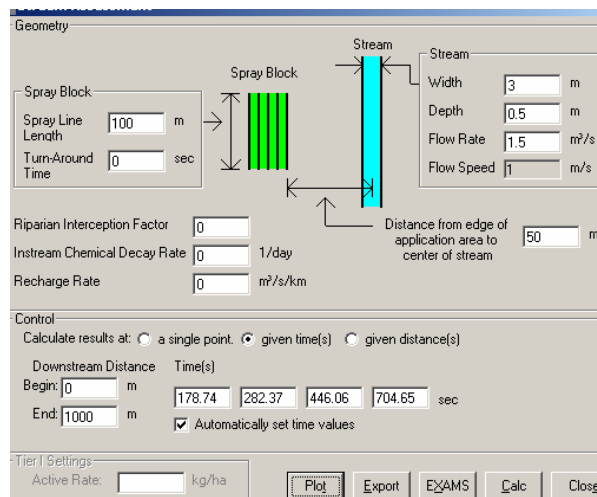 Geometry
Stream
Spray Block
Spray Block
Spray Line Length 100 m
Turn-Around Time 0 sec
Stream
Width 3 m
Depth 0.5 m
Flow Rate 1.5 m³/s
Flow Speed 1 m/s
Riparian Interception Factor 0
Instream Chemical Decay Rate 0 1/day
Recharge Rate 0 m³/s/km
Distance from edge of
application area to
center of stream
50 m
Control
Calculate results at: a single point. given time(s) given distance(s)
Downstream Distance Time(s)
Begin: 0 m
178.74 282.37 446.06 704.65 sec
End: 1000 m
Automatically set time values
Tier I Settings
Active Rate: kg/ha
Plot Export EXAMS Calc Close